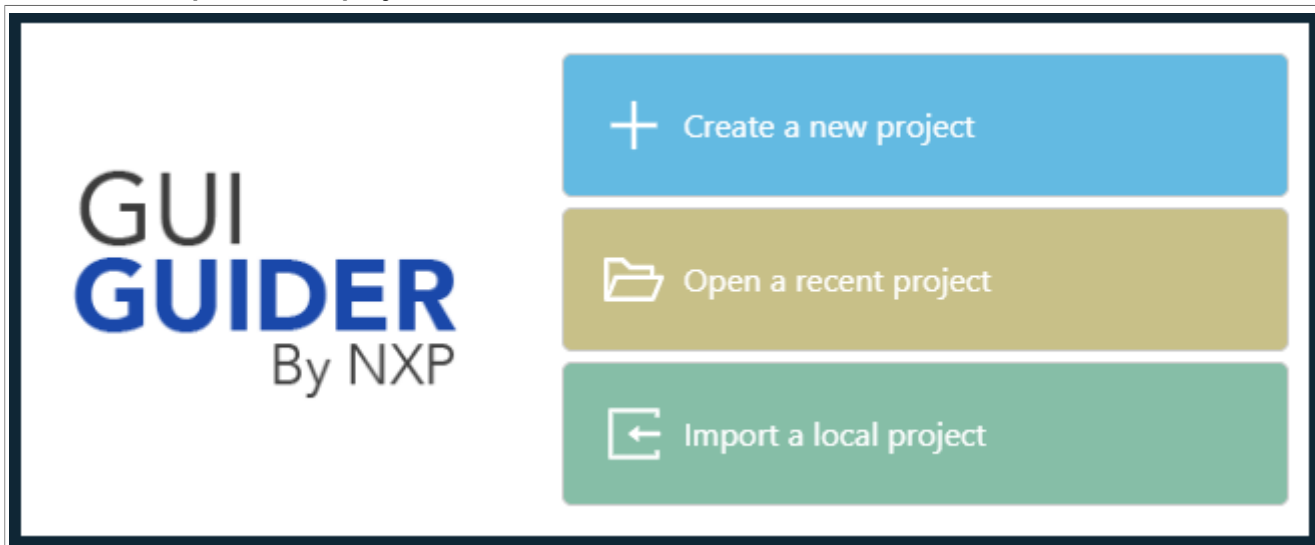 GUI
GUIDER
By NXP
Create a new project
Open a recent project
Import a local project